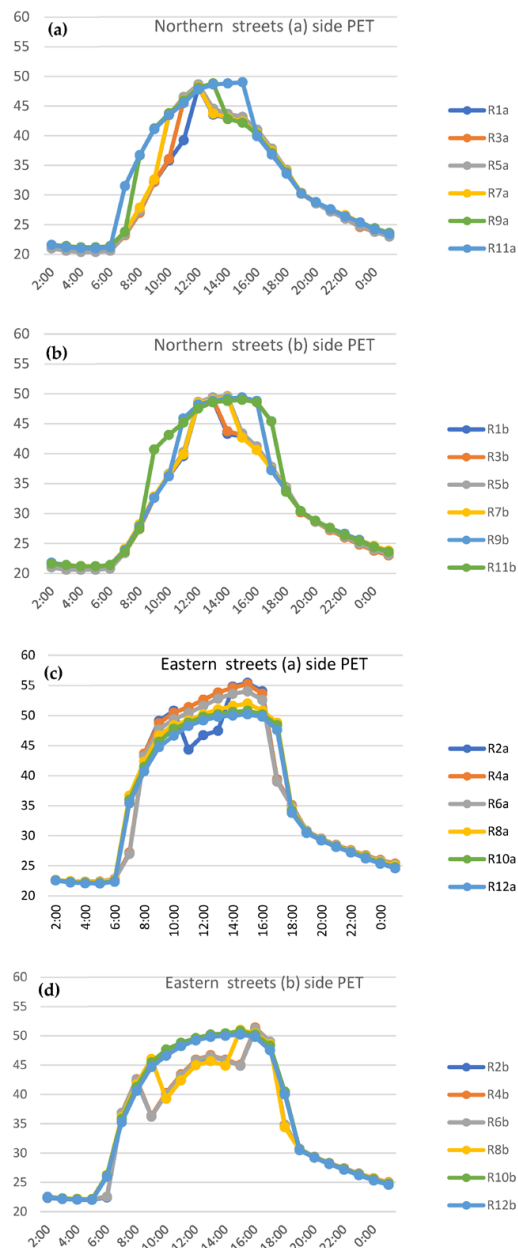 (a) Northern streets (a) side PET
60
55
50
45
40
35
30
25
20
2:00 4:00 6:00 8:00 10:00 12:00 14:00 16:00 18:00 20:00 22:00 0:00
R1a
R3a
R5a
R7a
R9a
R11a
(b) Northern streets (b) side PET
60
55
50
45
40
35
30
25
20
2:00 4:00 6:00 8:00 10:00 12:00 14:00 16:00 18:00 20:00 22:00 0:00
R1b
R3b
R5b
R7b
R9b
R11b
(c) Eastern streets (a) side PET
60
55
50
45
40
35
30
25
20
2:00 4:00 6:00 8:00 10:00 12:00 14:00 16:00 18:00 20:00 22:00 0:00
R2a
R4a
R6a
R8a
R10a
R12a
(d) Eastern streets (b) side PET
60
55
50
45
40
35
30
25
20
2:00 4:00 6:00 8:00 10:00 12:00 14:00 16:00 18:00 20:00 22:00 0:00
R2b
R4b
R6b
R8b
R10b
R12b